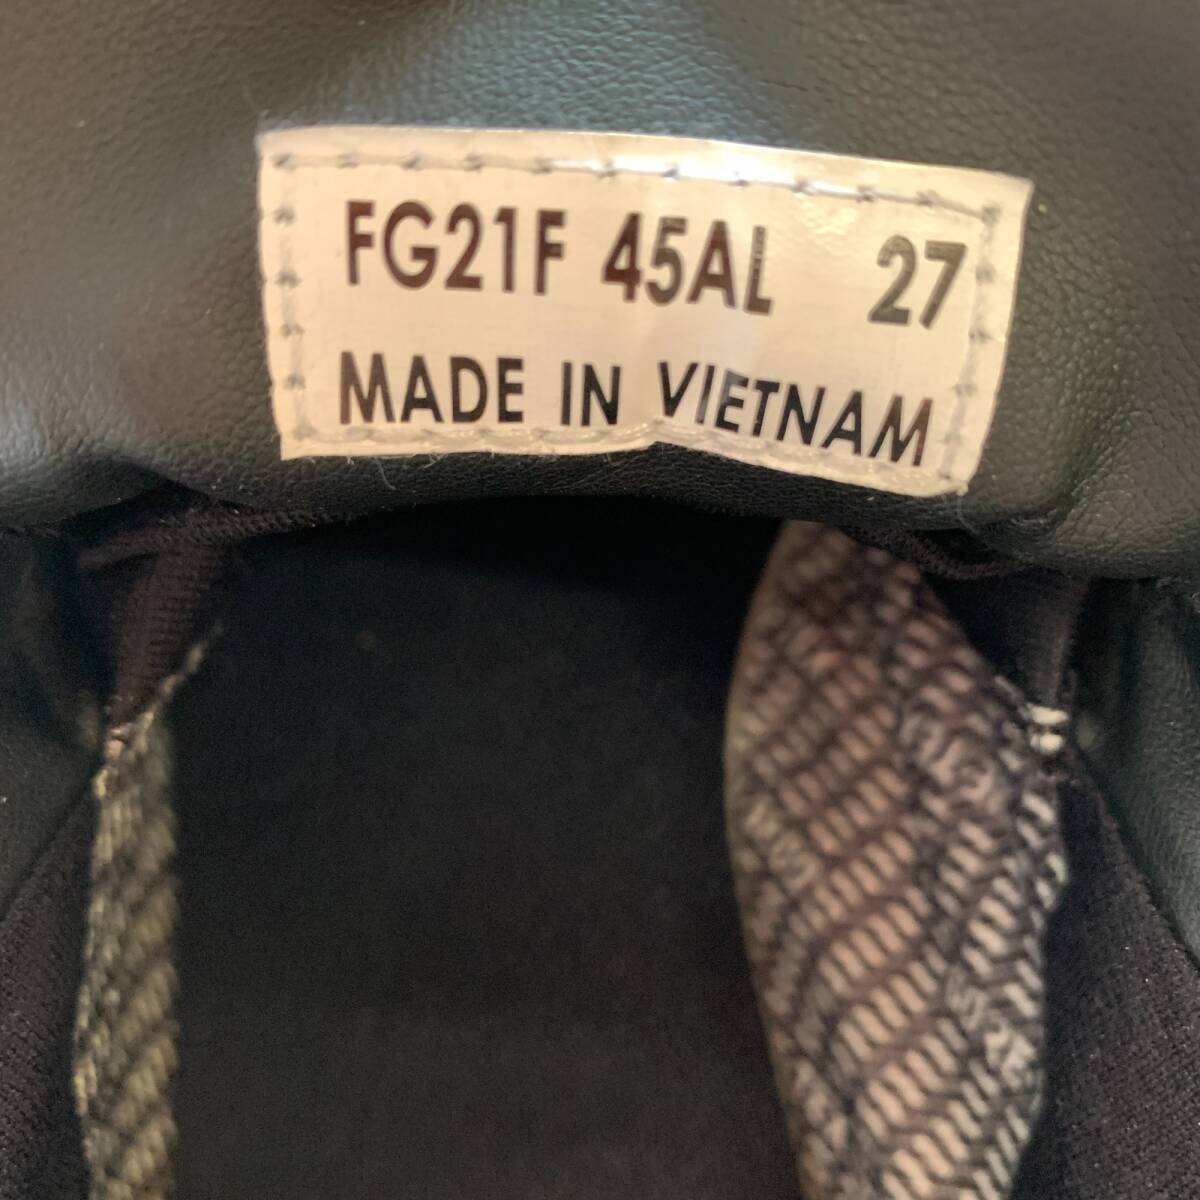 FG21F 45AL 27
MADE IN VIETNAM